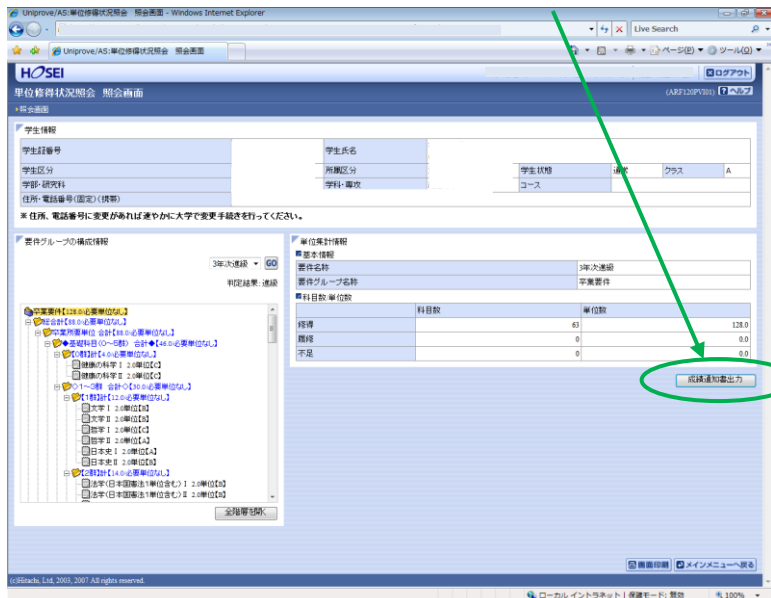 Uniprove/AS:単位修得状況照会 照会画面 - Windows Internet Explorer
Live Search
Uniprove/AS:単位修得状況照会 照会画面
ページ(P) ツール(O)
HOSEI
ログアウト
単位修得状況照会 照会画面
(ARF120PVI01) ヘルプ
▸照会画面
学生情報
学生証番号 学生氏名
学生区分 所属区分 学生状態 クラス A
学部・研究科 学科・専攻 コース
住所・電話番号(固定)(携帯)
※住所、電話番号に変更があれば速やかに大学で変更手続きを行ってください。
要件グループの構成情報
3年次進級 GO
判定結果:進級
卒業要件【128.0:必要単位なし】
総合計【88.0:必要単位なし】
卒業所要単位 合計【88.0:必要単位なし】
◆基礎科目(0~5群) 合計◆【46.0:必要単位なし】
【0群】計【4.0:必要単位なし】
健康の科学Ⅰ 2.0単位【C】
健康の科学Ⅱ 2.0単位【C】
◇1~3群 合計◇【30.0:必要単位なし】
【1群】計【12.0:必要単位なし】
文学Ⅰ 2.0単位【B】
文学Ⅱ 2.0単位【B】
哲学Ⅰ 2.0単位【C】
哲学Ⅱ 2.0単位【A】
日本史Ⅰ 2.0単位【A】
日本史Ⅱ 2.0単位【B】
【2群】計【14.0:必要単位なし】
法学(日本国憲法1単位含む)Ⅰ 2.0単位【B】
法学(日本国憲法1単位含む)Ⅱ 2.0単位【B】
全階層を開く
単位集計情報
基本情報
要件名称 3年次進級
要件グループ名称 卒業要件
科目数・単位数
科目数 単位数
修得 63 128.0
履修 0 0.0
不足 0 0.0
成績通知書出力
画面印刷 メインメニューへ戻る
(c)Hitachi, Ltd, 2003, 2007 All rights reserved.
ローカル イントラネット | 保護モード: 無効 100%